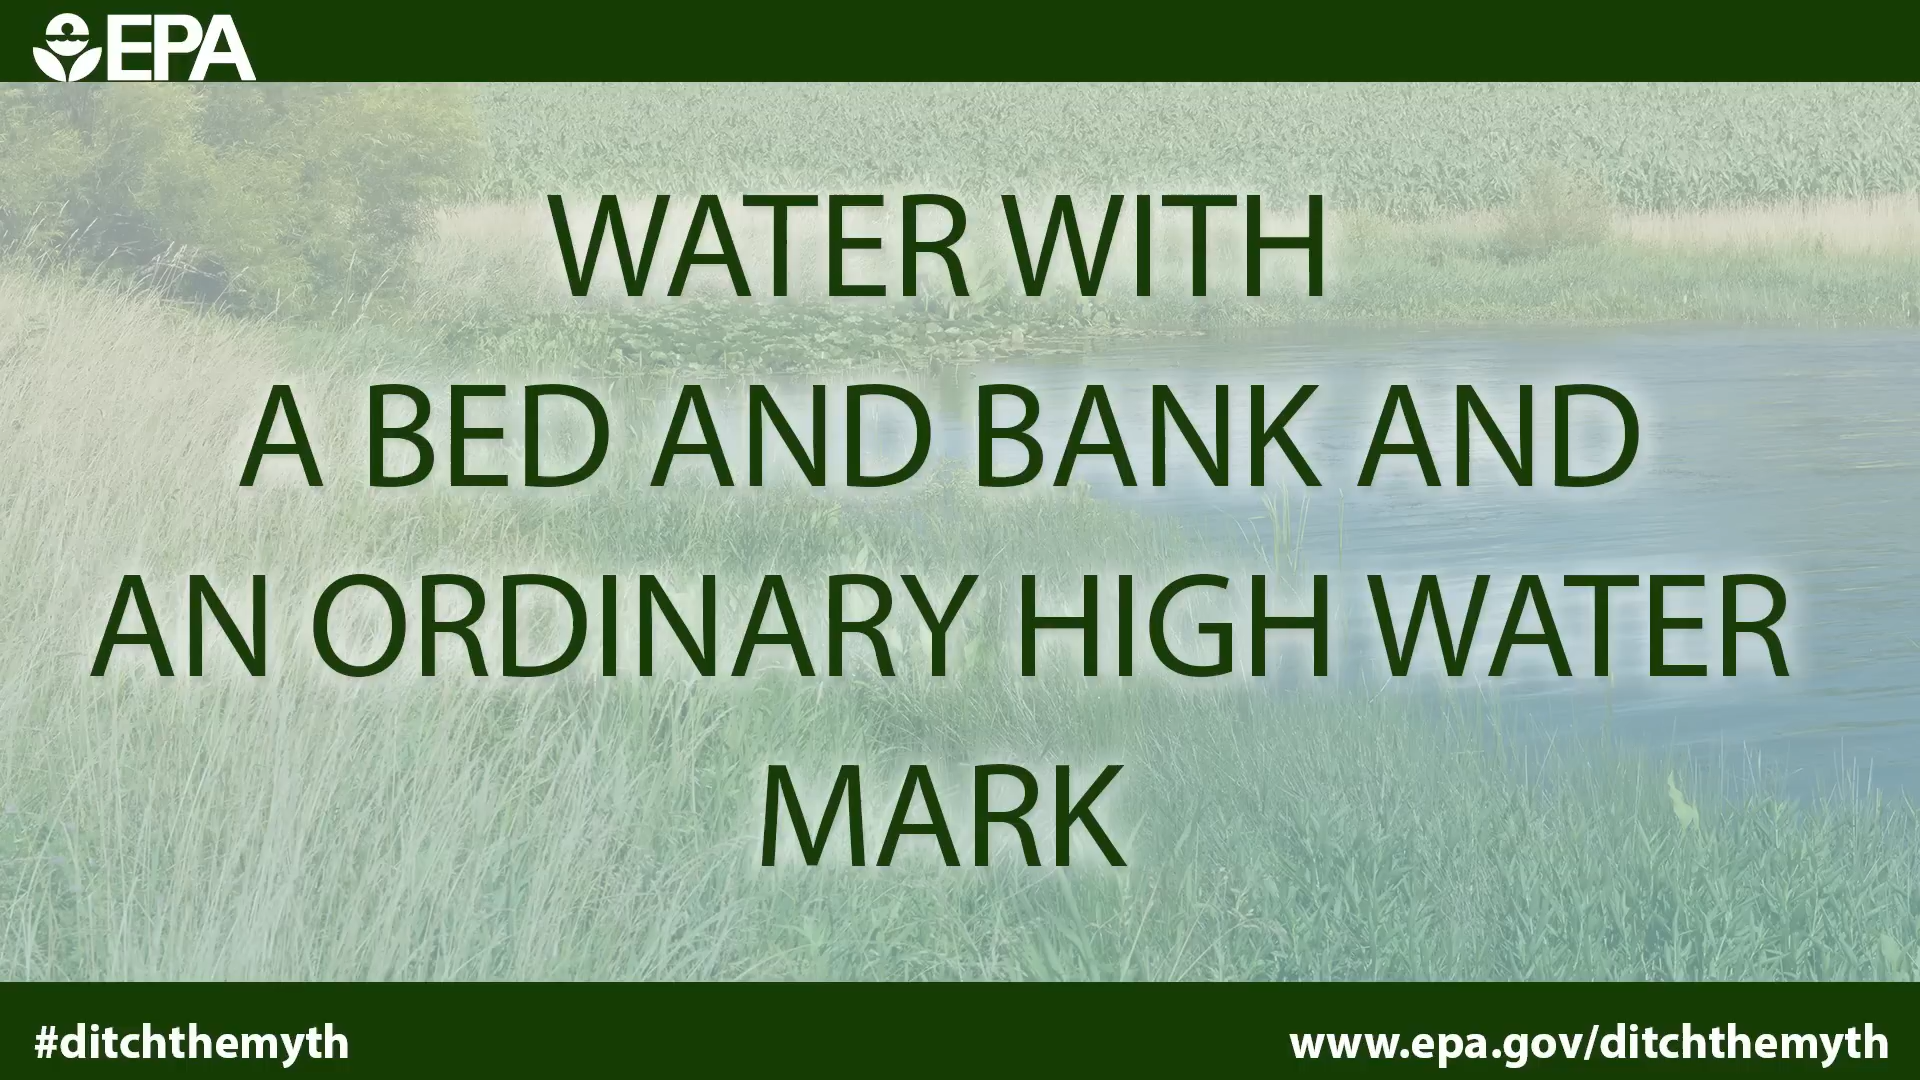 EPA
WATER WITH
A BED AND BANK AND
AN ORDINARY HIGH WATER
MARK
#ditchthemyth
www.epa.gov/ditchthemyth